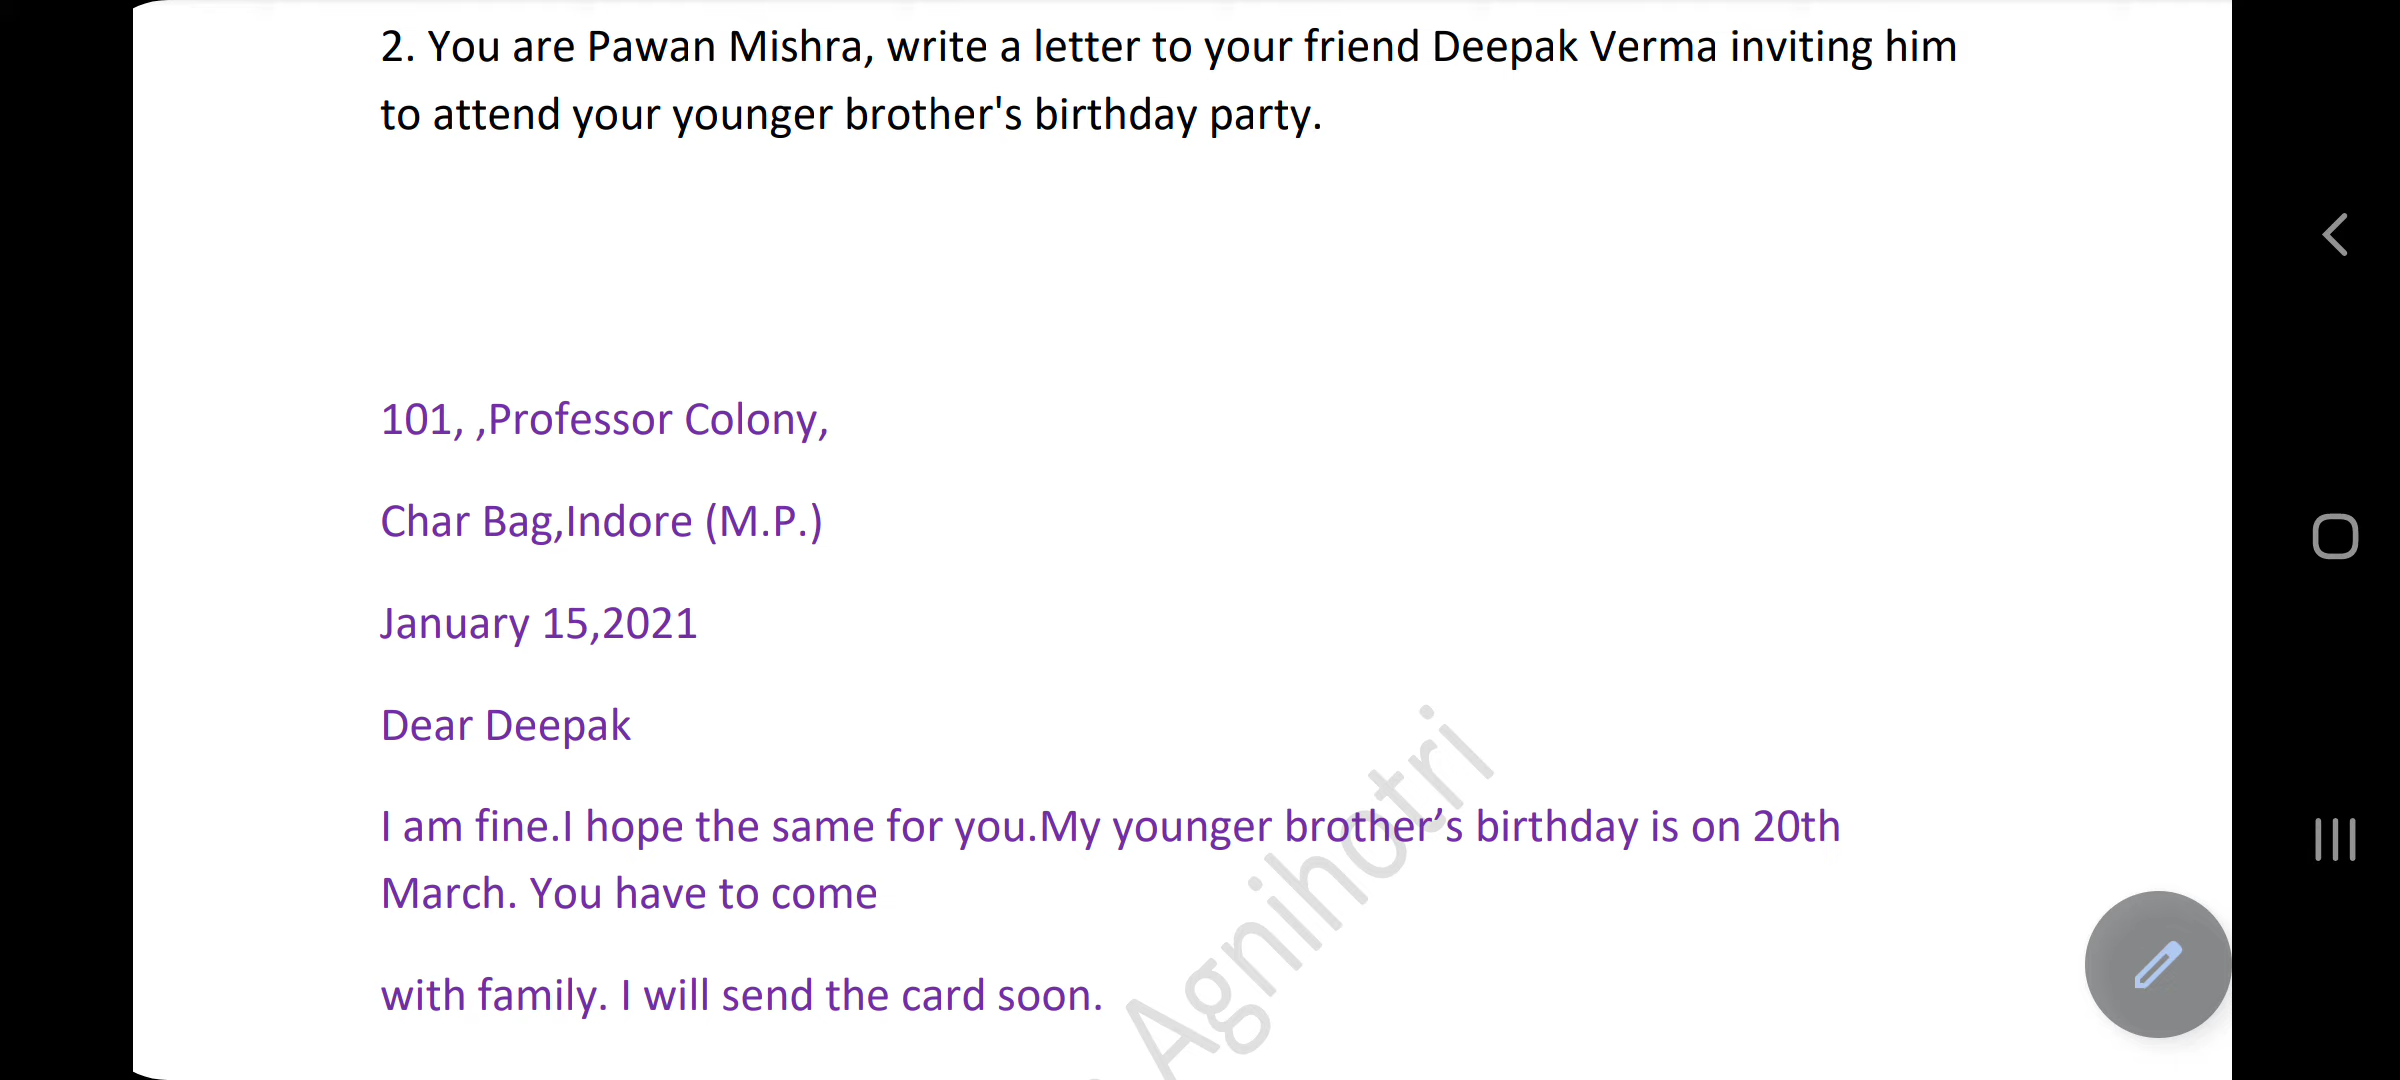 2. You are Pawan Mishra, write a letter to your friend Deepak Verma inviting him
to attend your younger brother's birthday party.
101, ,Professor Colony,
Char Bag,Indore (M.P.)
January 15,2021
Dear Deepak
I am fine.I hope the same for you.My younger brother’s birthday is on 20th
March. You have to come
with family. I will send the card soon.
Agnihotri